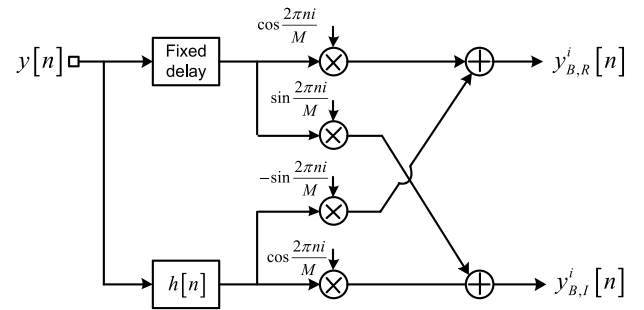 cos 2πni/M
y[n]
Fixed
delay
y^i_{B,R}[n]
sin 2πni/M
−sin 2πni/M
cos 2πni/M
h[n]
y^i_{B,I}[n]